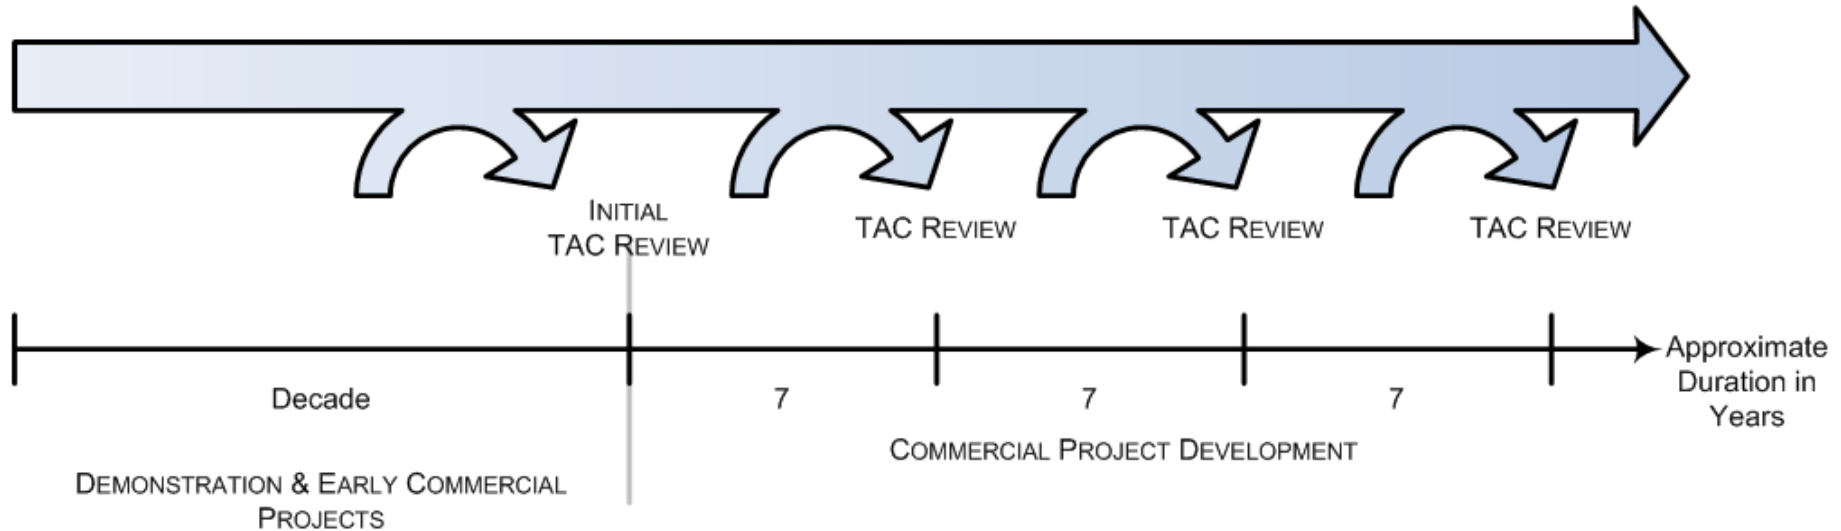 INITIAL
TAC REVIEW
TAC REVIEW
TAC REVIEW
TAC REVIEW
Decade
7
7
7
Approximate
Duration in
Years
COMMERCIAL PROJECT DEVELOPMENT
DEMONSTRATION & EARLY COMMERCIAL
PROJECTS